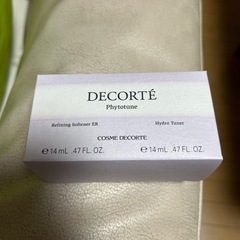 DECORTÉ
Phytotune
Refining Softener ER Hydro Tuner
COSME DECORTE
℮ 14 mL .47 FL. OZ. ℮ 14 mL .47 FL. OZ.